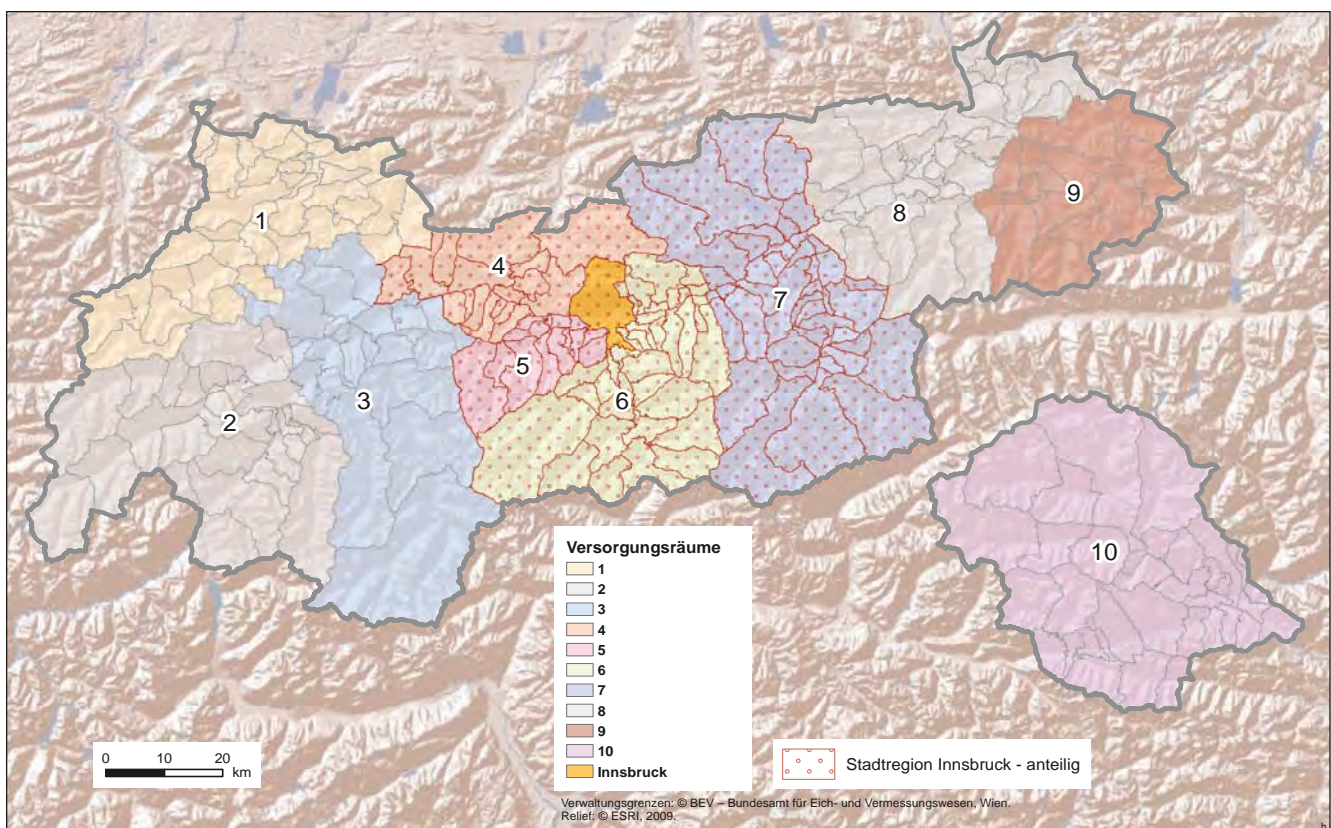 1
2
3
4
5
6
7
8
9
10
Versorgungsräume
1
2
3
4
5
6
7
8
9
10
Innsbruck
0 10 20
km
Stadtregion Innsbruck - anteilig
Verwaltungsgrenzen: © BEV – Bundesamt für Eich- und Vermessungswesen, Wien.
Relief: © ESRI, 2009.